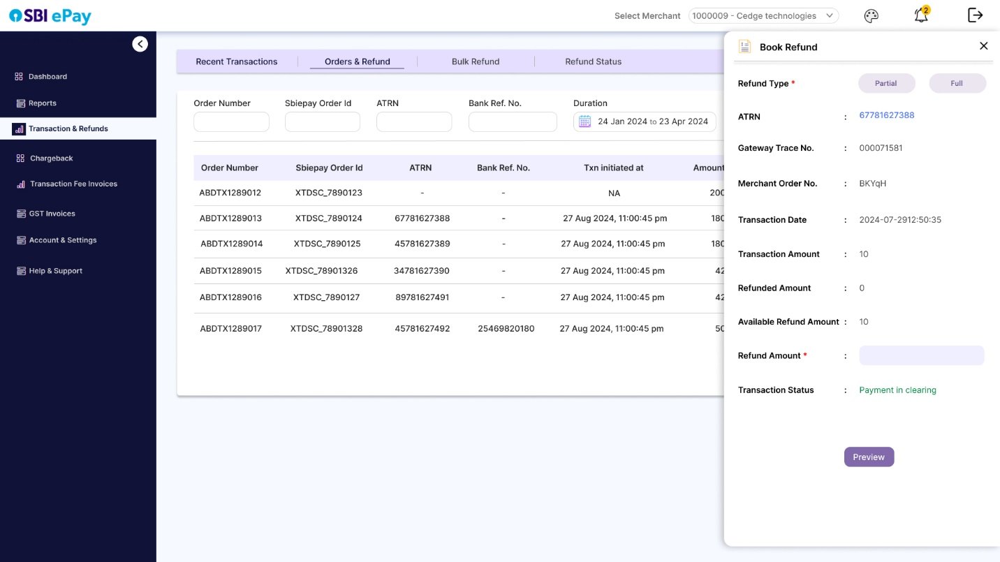 SBI ePay
Select Merchant 1000009 - Cedge technologies 2
Dashboard
Reports
Transaction & Refunds
Chargeback
Transaction Fee Invoices
GST Invoices
Account & Settings
Help & Support
Recent Transactions Orders & Refund Bulk Refund Refund Status
Order Number Sbiepay Order Id ATRN Bank Ref. No. Duration
24 Jan 2024 to 23 Apr 2024
Order Number Sbiepay Order Id ATRN Bank Ref. No. Txn initiated at Amount
ABDTX1289012 XTDSC_7890123 - - NA 200
ABDTX1289013 XTDSC_7890124 67781627388 - 27 Aug 2024, 11:00:45 pm 180
ABDTX1289014 XTDSC_7890125 45781627389 - 27 Aug 2024, 11:00:45 pm 180
ABDTX1289015 XTDSC_78901326 34781627390 - 27 Aug 2024, 11:00:45 pm 42
ABDTX1289016 XTDSC_7890127 89781627491 - 27 Aug 2024, 11:00:45 pm 42
ABDTX1289017 XTDSC_78901328 45781627492 25469820180 27 Aug 2024, 11:00:45 pm 50
Book Refund
Refund Type * Partial Full
ATRN : 67781627388
Gateway Trace No. : 000071581
Merchant Order No. : BKYqH
Transaction Date : 2024-07-2912:50:35
Transaction Amount : 10
Refunded Amount : 0
Available Refund Amount : 10
Refund Amount * :
Transaction Status : Payment in clearing
Preview